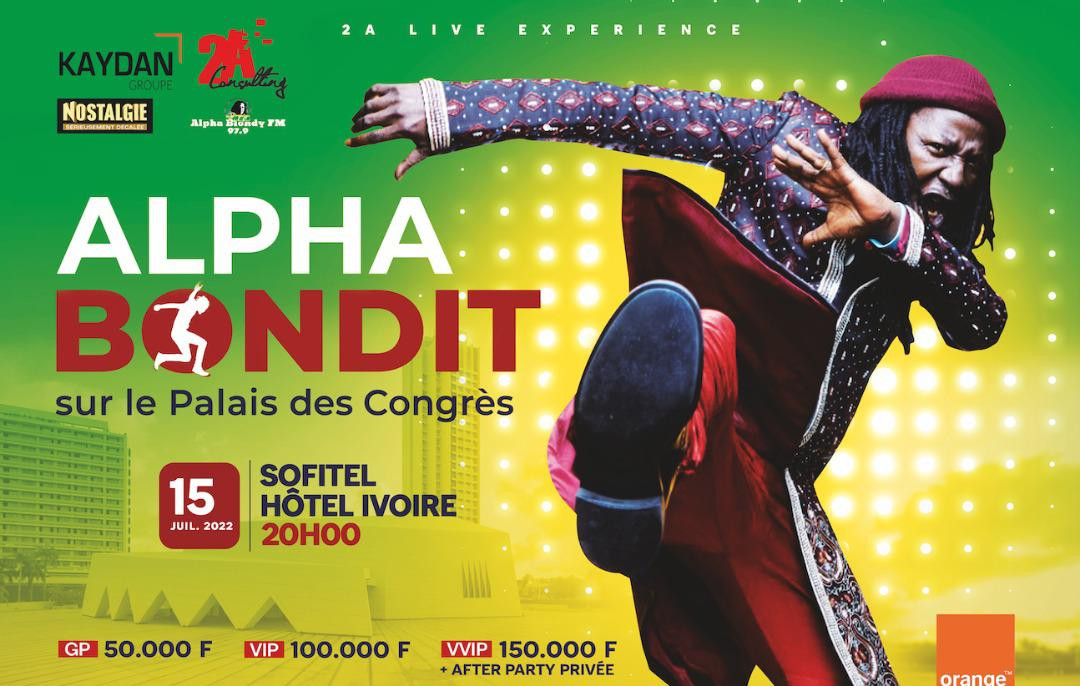 2A LIVE EXPERIENCE
KAYDAN
GROUPE
2A
Consulting
NOSTALGIE
SÉRIEUSEMENT DÉCALÉE
Alpha Blondy FM
97.9
ALPHA
BONDIT
sur le Palais des Congrès
15
JUIL. 2022
SOFITEL
HÔTEL IVOIRE
20H00
GP 50.000 F
VIP 100.000 F
VVIP 150.000 F
+ AFTER PARTY PRIVÉE
orange™